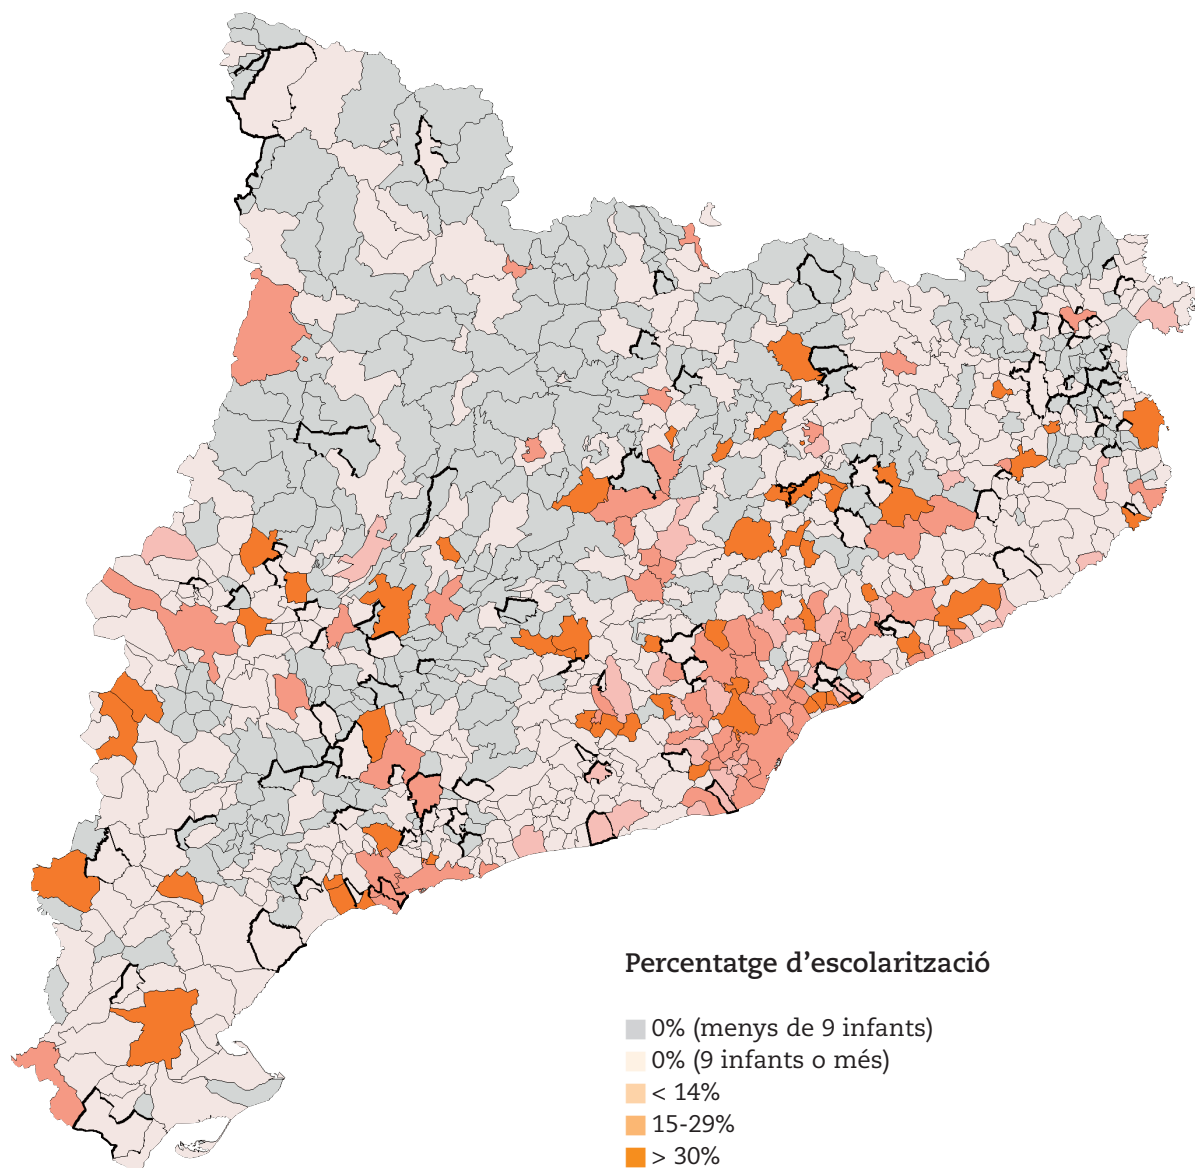 Percentatge d’escolarització
0% (menys de 9 infants)
0% (9 infants o més)
< 14%
15-29%
> 30%